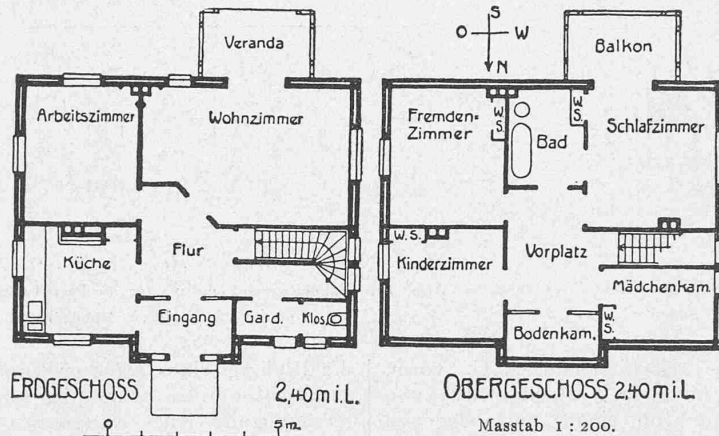 Veranda
Arbeitszimmer
Wohnzimmer
Küche
Flur
Eingang
Gard.
Klos.
ERDGESCHOSS 2,40 m i.L.
0 5 m
S
O W
N
Balkon
Fremden-
Zimmer
W.S.
Bad
W.S.
Schlafzimmer
W.S.
Kinderzimmer
Vorplatz
Mädchenkam.
Bodenkam.
W.S.
OBERGESCHOSS 2,40 m i.L.
Masstab 1 : 200.